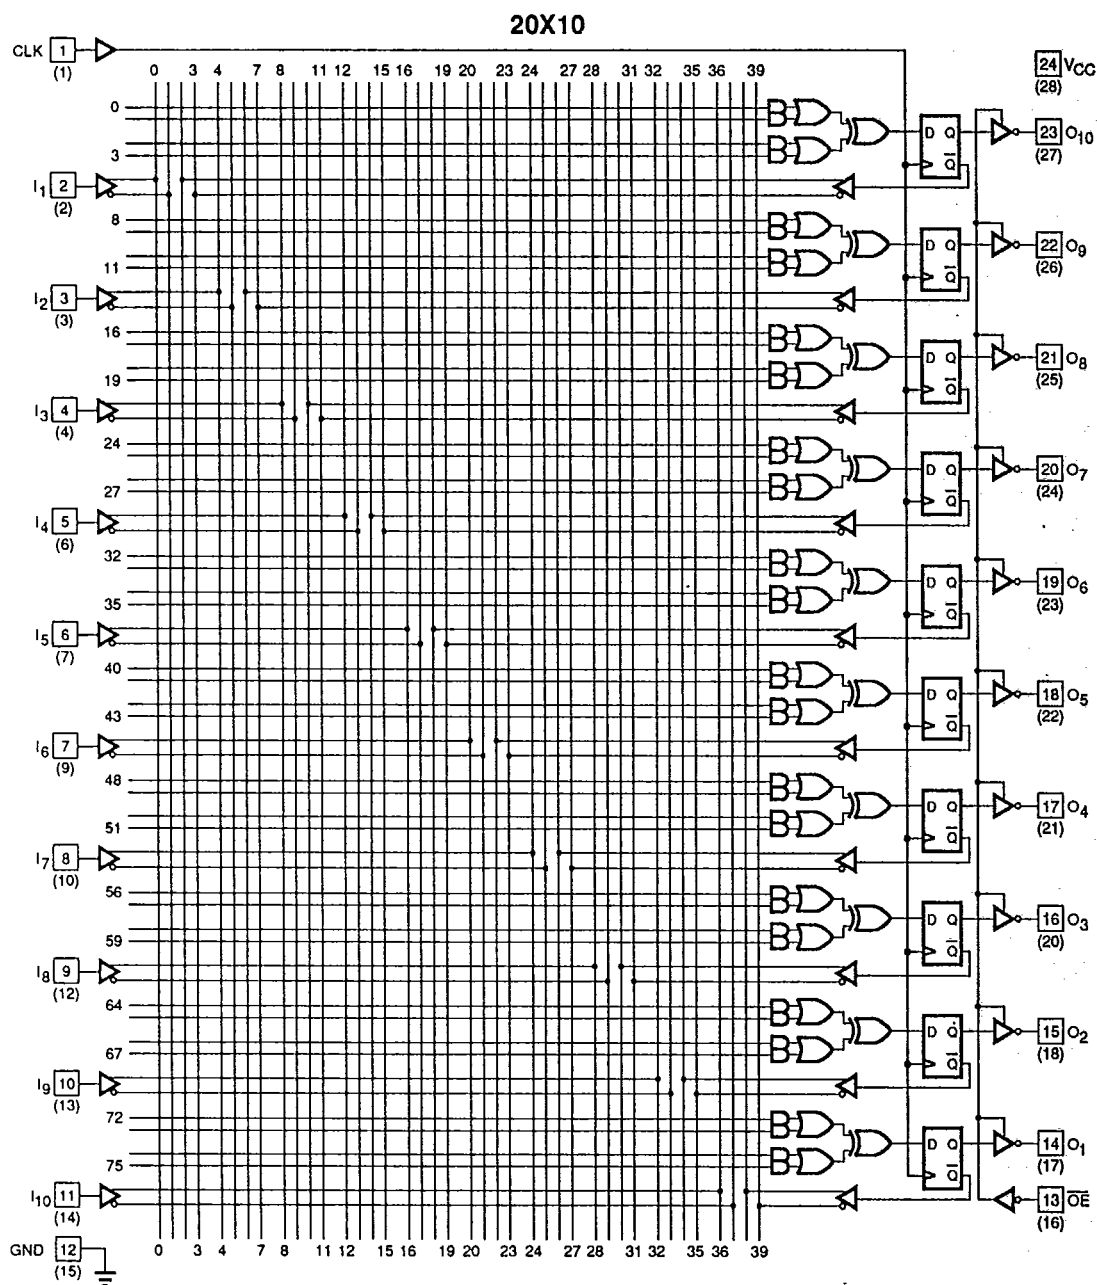 20X10
CLK 1
(1)
24 VCC
(28)
0 3 4 7 8 11 12 15 16 19 20 23 24 27 28 31 32 35 36 39
0
3
D Q
Q̅
23 O10
(27)
I1 2
(2)
8
11
D Q
Q̅
22 O9
(26)
I2 3
(3)
16
19
D Q
Q̅
21 O8
(25)
I3 4
(4)
24
27
D Q
Q̅
20 O7
(24)
I4 5
(6)
32
35
D Q
Q̅
19 O6
(23)
I5 6
(7)
40
43
D Q
Q̅
18 O5
(22)
I6 7
(9)
48
51
D Q
Q̅
17 O4
(21)
I7 8
(10)
56
59
D Q
Q̅
16 O3
(20)
I8 9
(12)
64
67
D Q
Q̅
15 O2
(18)
I9 10
(13)
72
75
D Q
Q̅
14 O1
(17)
I10 11
(14)
13 O̅E̅
(16)
GND 12
(15)
0 3 4 7 8 11 12 15 16 19 20 23 24 27 28 31 32 35 36 39